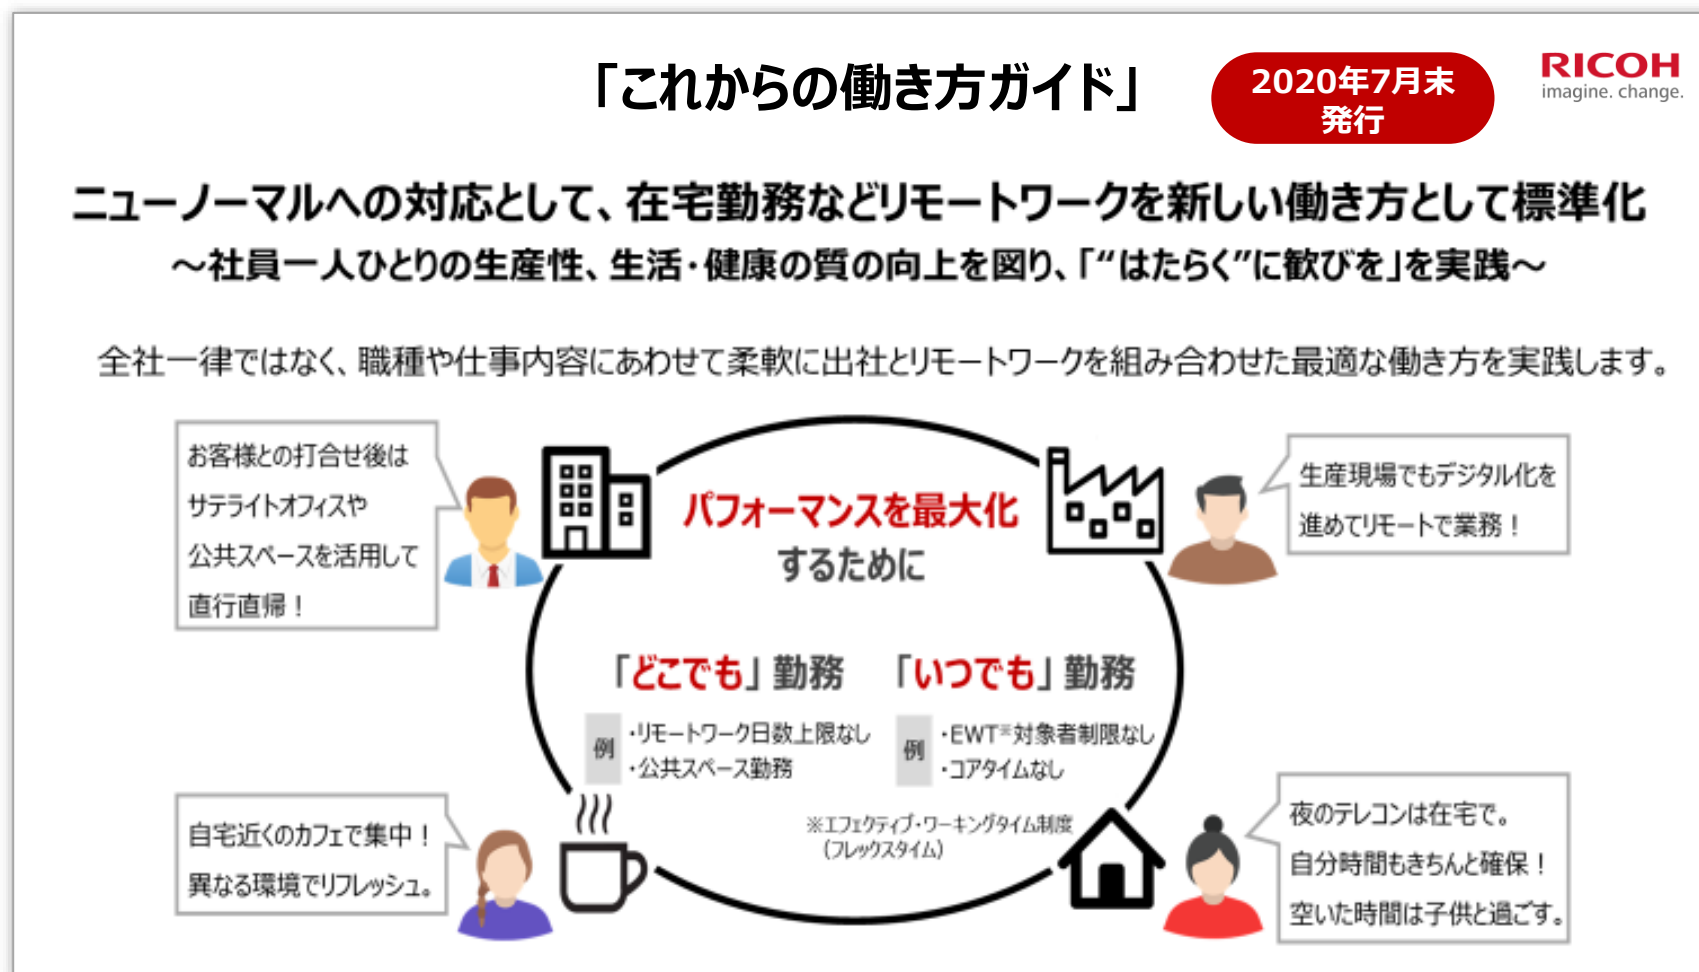 「これからの働き方ガイド」
2020年7月末
発行
RICOH
imagine. change.
ニューノーマルへの対応として、在宅勤務などリモートワークを新しい働き方として標準化
～社員一人ひとりの生産性、生活・健康の質の向上を図り、「“はたらく”に歓びを」を実践～
全社一律ではなく、職種や仕事内容にあわせて柔軟に出社とリモートワークを組み合わせた最適な働き方を実践します。
お客様との打合せ後は
サテライトオフィスや
公共スペースを活用して
直行直帰！
パフォーマンスを最大化
するために
生産現場でもデジタル化を
進めてリモートで業務！
「どこでも」勤務
例
・リモートワーク日数上限なし
・公共スペース勤務
「いつでも」勤務
例
・EWT※対象者制限なし
・コアタイムなし
※エフェクティブ・ワーキングタイム制度
（フレックスタイム）
自宅近くのカフェで集中！
異なる環境でリフレッシュ。
夜のテレコンは在宅で。
自分時間もきちんと確保！
空いた時間は子供と過ごす。